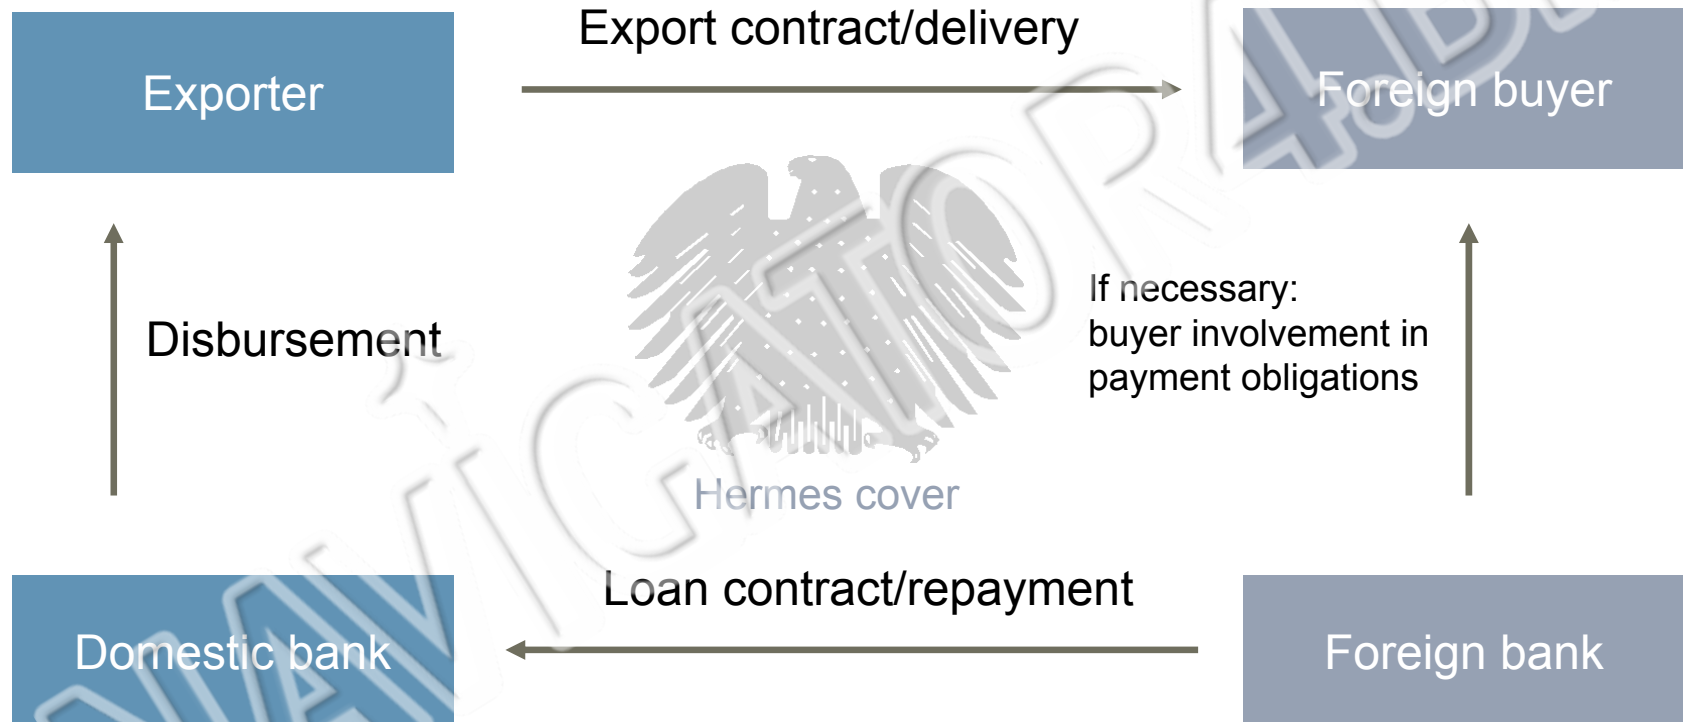 Export contract/delivery
Exporter
Foreign buyer
If necessary:
buyer involvement in
payment obligations
Disbursement
Hermes cover
Loan contract/repayment
Domestic bank
Foreign bank
NAVIGATOR4.